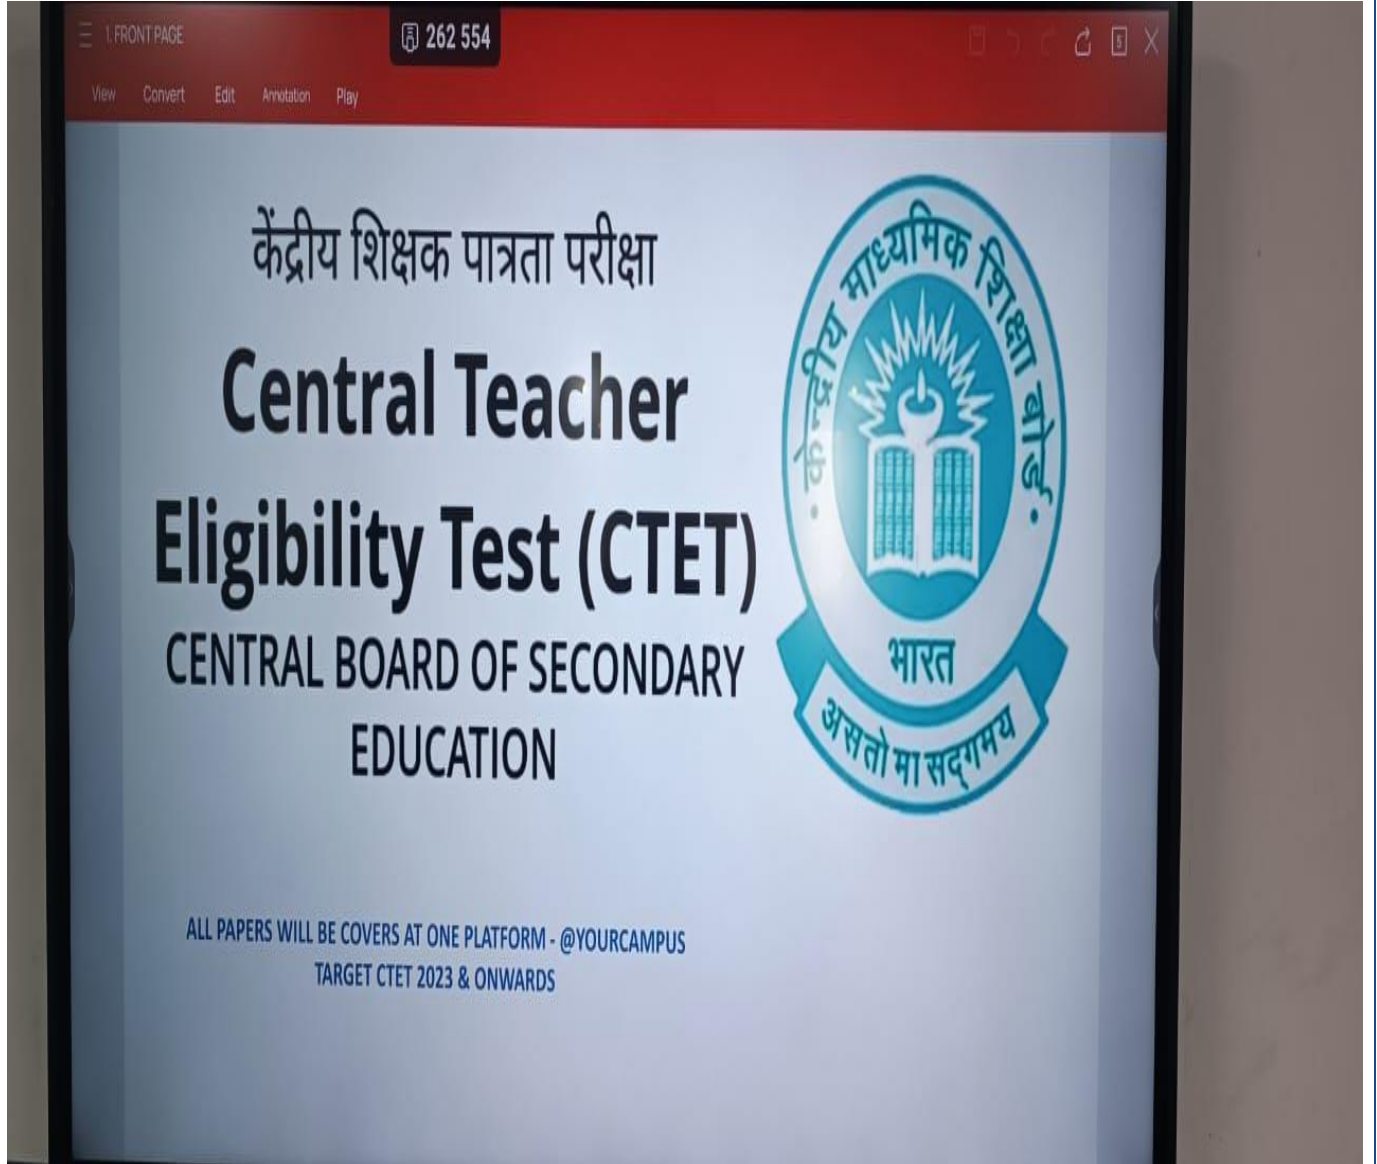 1. FRONT PAGE
262 554
5
View Convert Edit Annotation Play
केंद्रीय शिक्षक पात्रता परीक्षा
Central Teacher
Eligibility Test (CTET)
CENTRAL BOARD OF SECONDARY
EDUCATION
केन्द्रीय माध्यमिक शिक्षा बोर्ड
भारत
असतो मा सद्गमय
ALL PAPERS WILL BE COVERS AT ONE PLATFORM - @YOURCAMPUS
TARGET CTET 2023 & ONWARDS